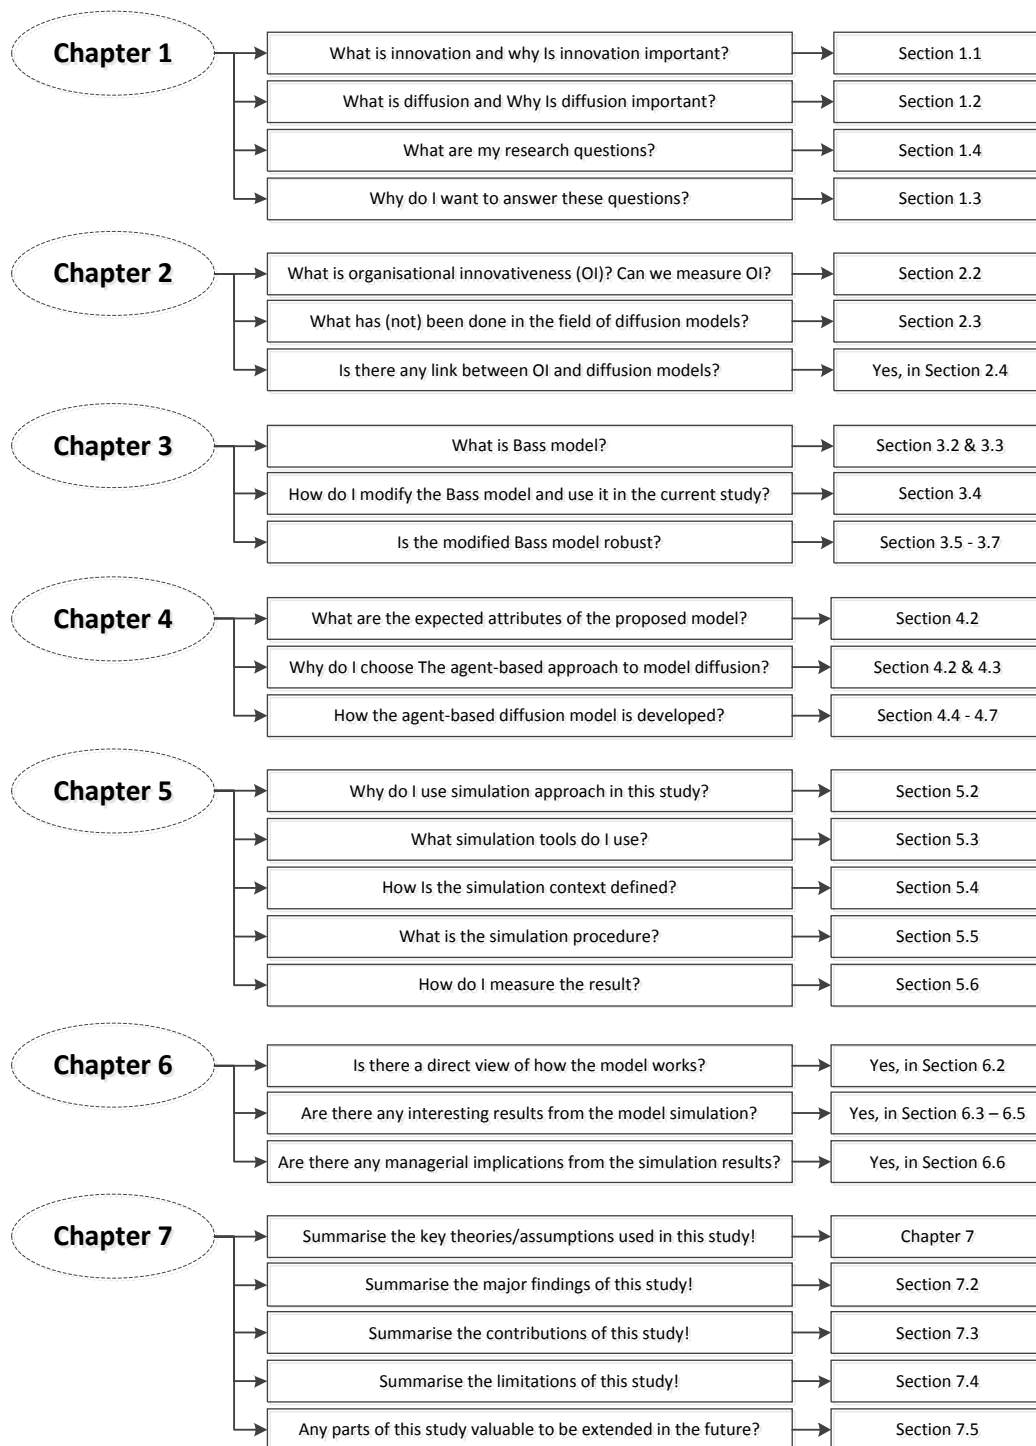 Chapter 1
What is innovation and why Is innovation important?
Section 1.1
What is diffusion and Why Is diffusion important?
Section 1.2
What are my research questions?
Section 1.4
Why do I want to answer these questions?
Section 1.3
Chapter 2
What is organisational innovativeness (OI)? Can we measure OI?
Section 2.2
What has (not) been done in the field of diffusion models?
Section 2.3
Is there any link between OI and diffusion models?
Yes, in Section 2.4
Chapter 3
What is Bass model?
Section 3.2 & 3.3
How do I modify the Bass model and use it in the current study?
Section 3.4
Is the modified Bass model robust?
Section 3.5 - 3.7
Chapter 4
What are the expected attributes of the proposed model?
Section 4.2
Why do I choose The agent-based approach to model diffusion?
Section 4.2 & 4.3
How the agent-based diffusion model is developed?
Section 4.4 - 4.7
Chapter 5
Why do I use simulation approach in this study?
Section 5.2
What simulation tools do I use?
Section 5.3
How Is the simulation context defined?
Section 5.4
What is the simulation procedure?
Section 5.5
How do I measure the result?
Section 5.6
Chapter 6
Is there a direct view of how the model works?
Yes, in Section 6.2
Are there any interesting results from the model simulation?
Yes, in Section 6.3 – 6.5
Are there any managerial implications from the simulation results?
Yes, in Section 6.6
Chapter 7
Summarise the key theories/assumptions used in this study!
Chapter 7
Summarise the major findings of this study!
Section 7.2
Summarise the contributions of this study!
Section 7.3
Summarise the limitations of this study!
Section 7.4
Any parts of this study valuable to be extended in the future?
Section 7.5